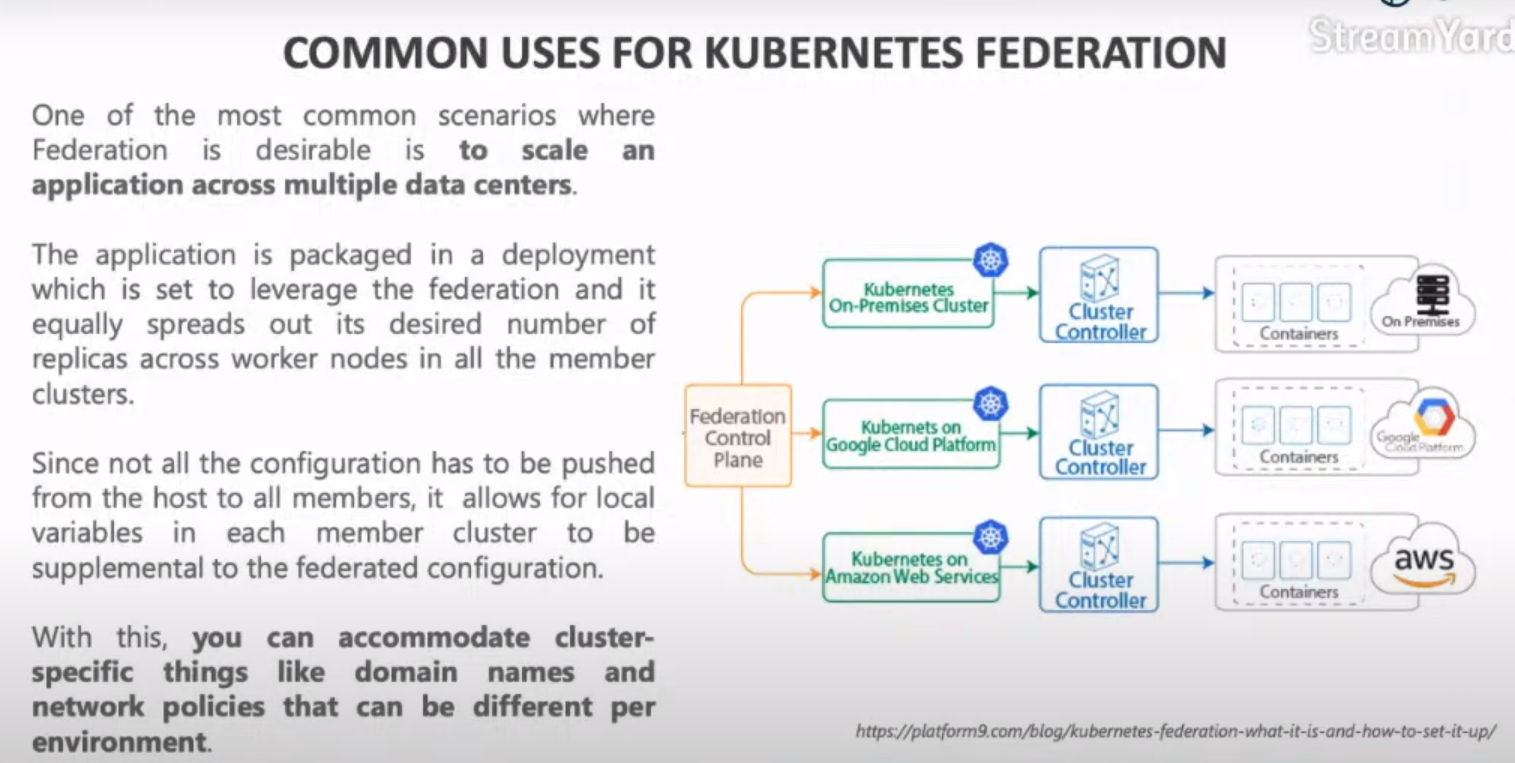 StreamYard
COMMON USES FOR KUBERNETES FEDERATION
One of the most common scenarios where
Federation is desirable is to scale an
application across multiple data centers.
The application is packaged in a deployment
which is set to leverage the federation and it
equally spreads out its desired number of
replicas across worker nodes in all the member
clusters.
Since not all the configuration has to be pushed
from the host to all members, it allows for local
variables in each member cluster to be
supplemental to the federated configuration.
With this, you can accommodate cluster-
specific things like domain names and
network policies that can be different per
environment.
Federation
Control
Plane
Kubernetes
On-Premises Cluster
Cluster
Controller
Containers
On Premises
Kubernets on
Google Cloud Platform
Cluster
Controller
Containers
Google
Cloud Platform
Kubernetes on
Amazon Web Services
Cluster
Controller
Containers
aws
https://platform9.com/blog/kubernetes-federation-what-it-is-and-how-to-set-it-up/